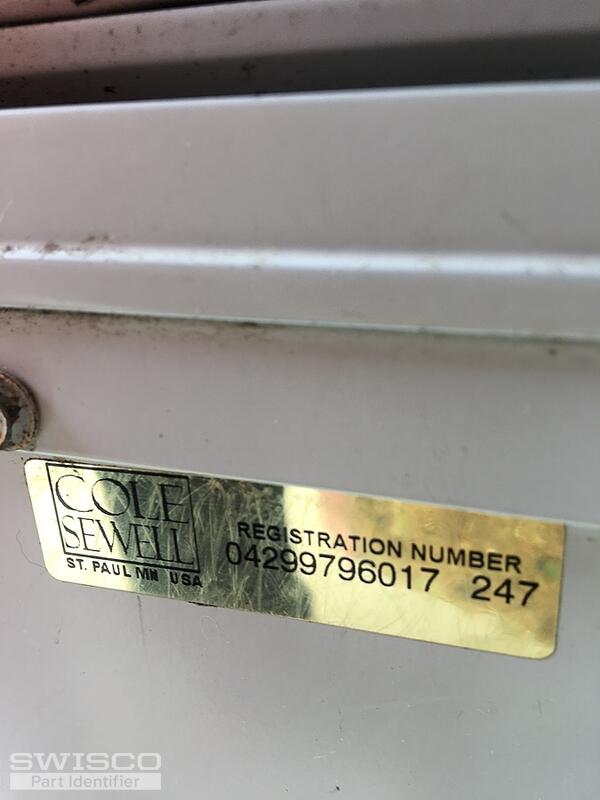 COLE
SEWELL
ST. PAUL MN USA
REGISTRATION NUMBER
04299796017 247
SWISCO
Part Identifier